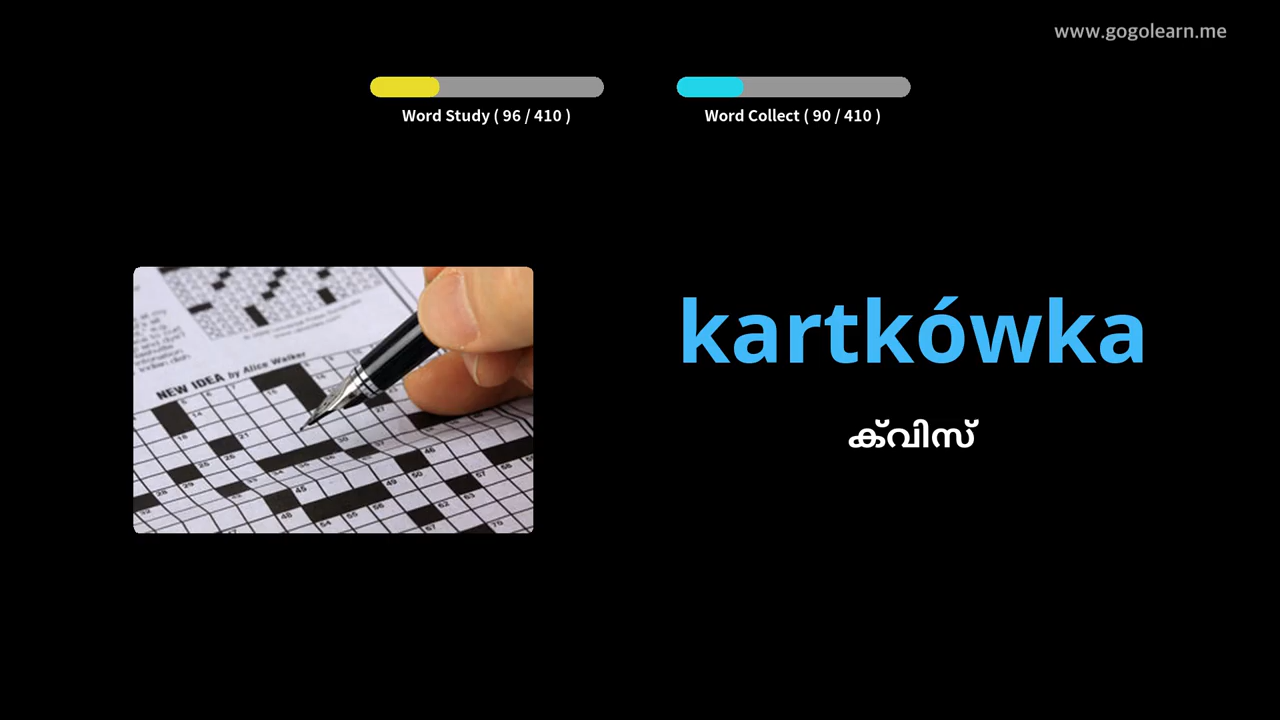 www.gogolearn.me
Word Study ( 96 / 410 )
Word Collect ( 90 / 410 )
NEW IDEA by Alice Walker
kartkówka
ക്വിസ്